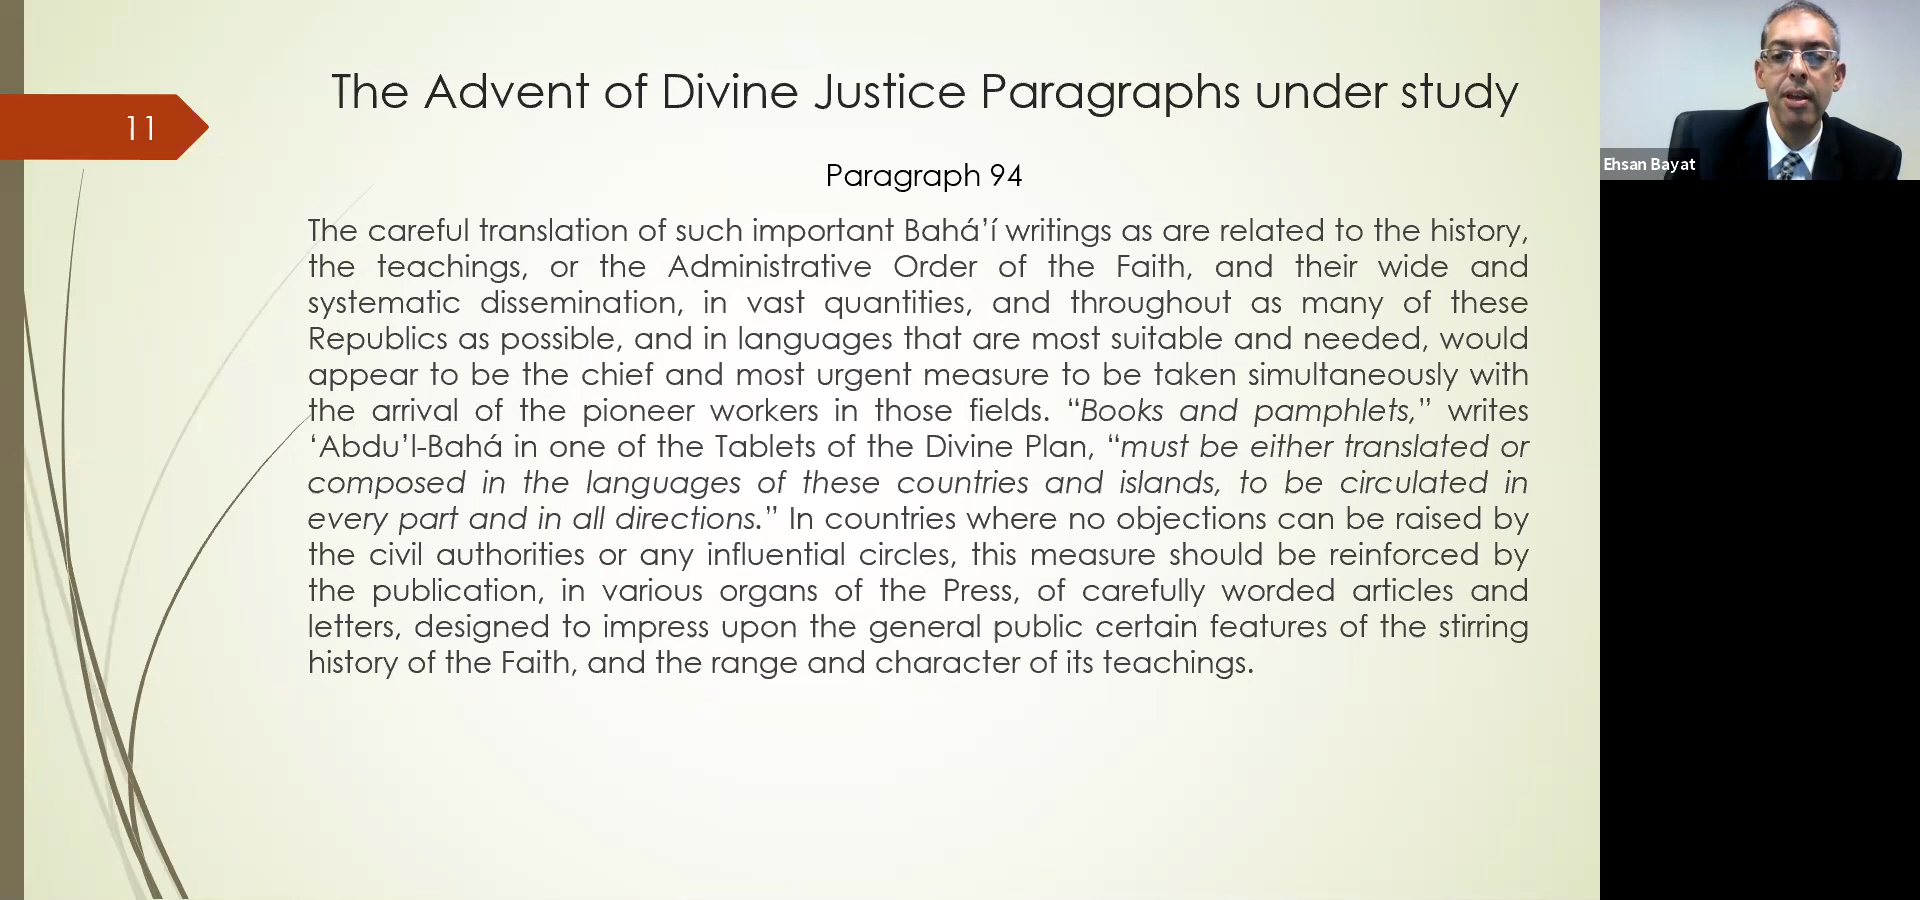 The Advent of Divine Justice Paragraphs under study
11
Paragraph 94
The careful translation of such important Bahá’í writings as are related to the history,
the teachings, or the Administrative Order of the Faith, and their wide and
systematic dissemination, in vast quantities, and throughout as many of these
Republics as possible, and in languages that are most suitable and needed, would
appear to be the chief and most urgent measure to be taken simultaneously with
the arrival of the pioneer workers in those fields. “Books and pamphlets,” writes
‘Abdu’l-Bahá in one of the Tablets of the Divine Plan, “must be either translated or
composed in the languages of these countries and islands, to be circulated in
every part and in all directions.” In countries where no objections can be raised by
the civil authorities or any influential circles, this measure should be reinforced by
the publication, in various organs of the Press, of carefully worded articles and
letters, designed to impress upon the general public certain features of the stirring
history of the Faith, and the range and character of its teachings.
Ehsan Bayat